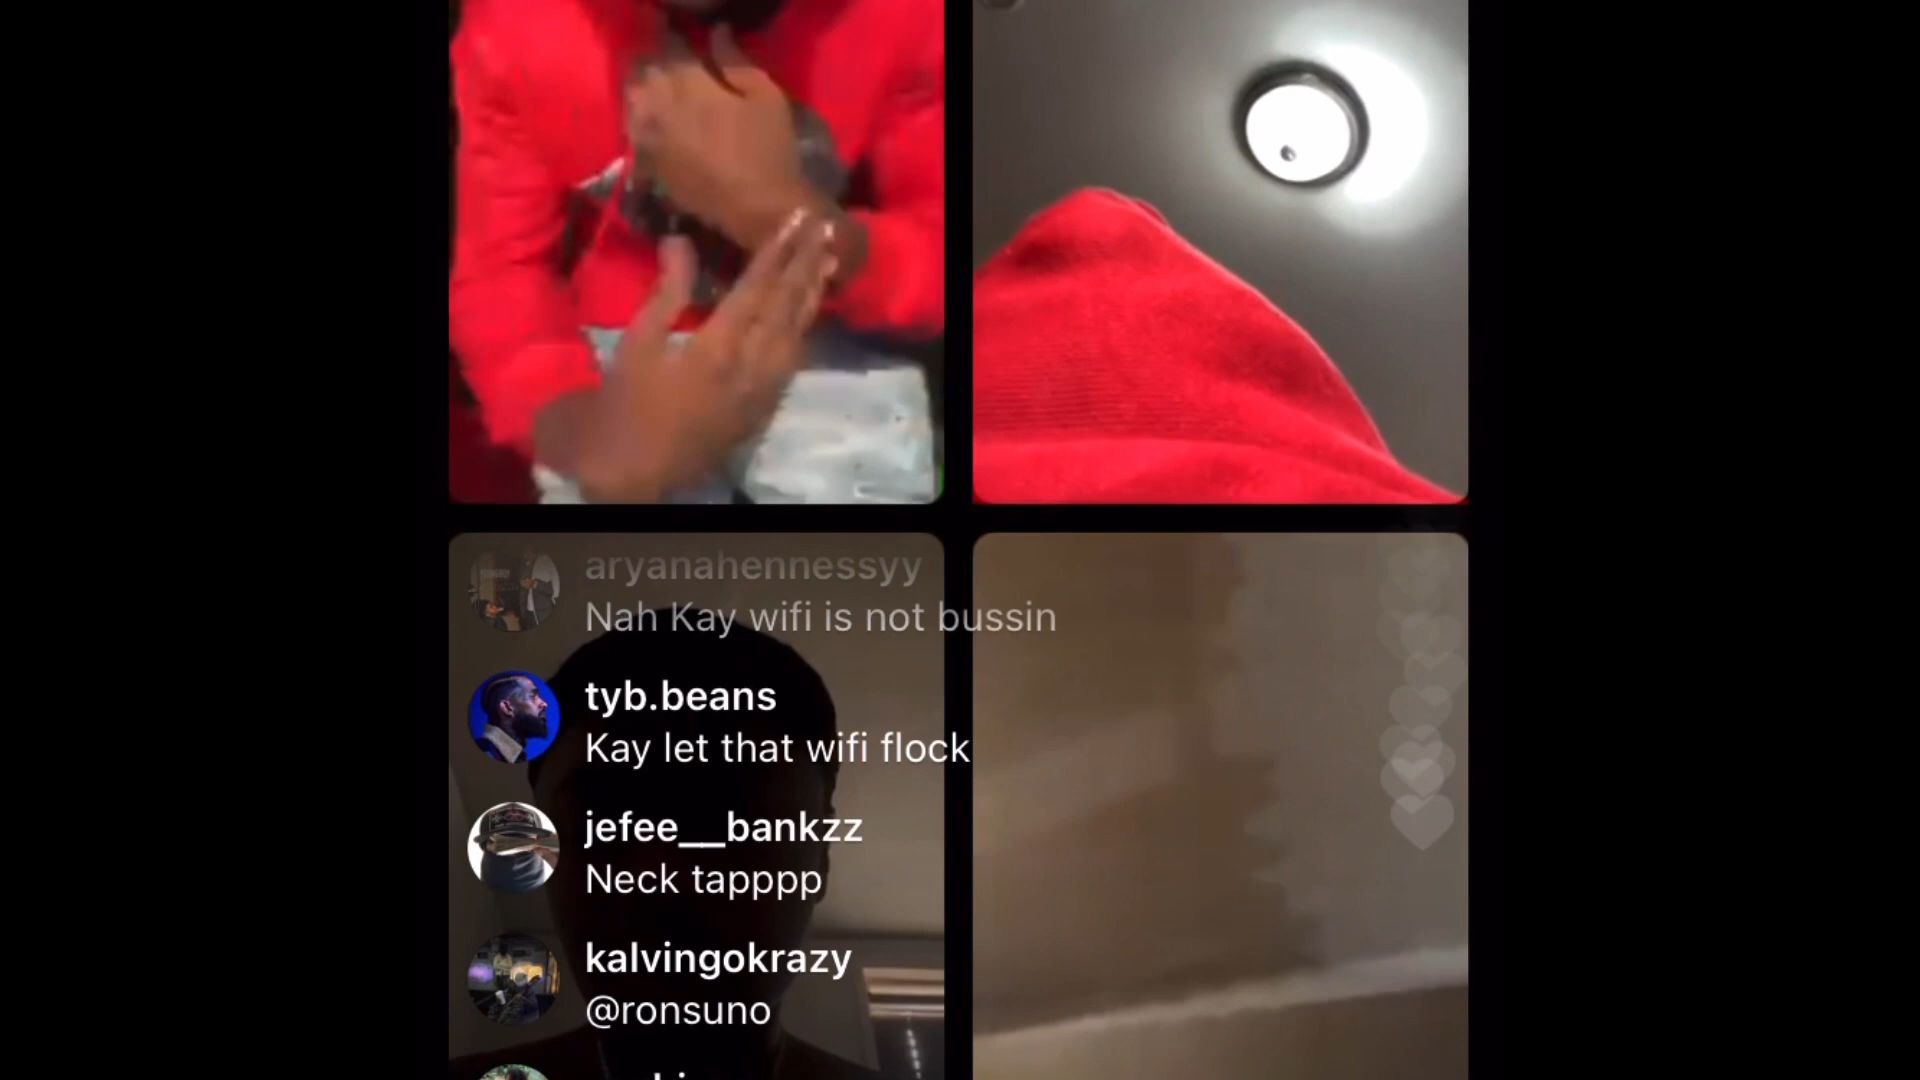 aryanahennessyy
Nah Kay wifi is not bussin
tyb.beans
Kay let that wifi flock
jefee__bankzz
Neck tapppp
kalvingokrazy
@ronsuno